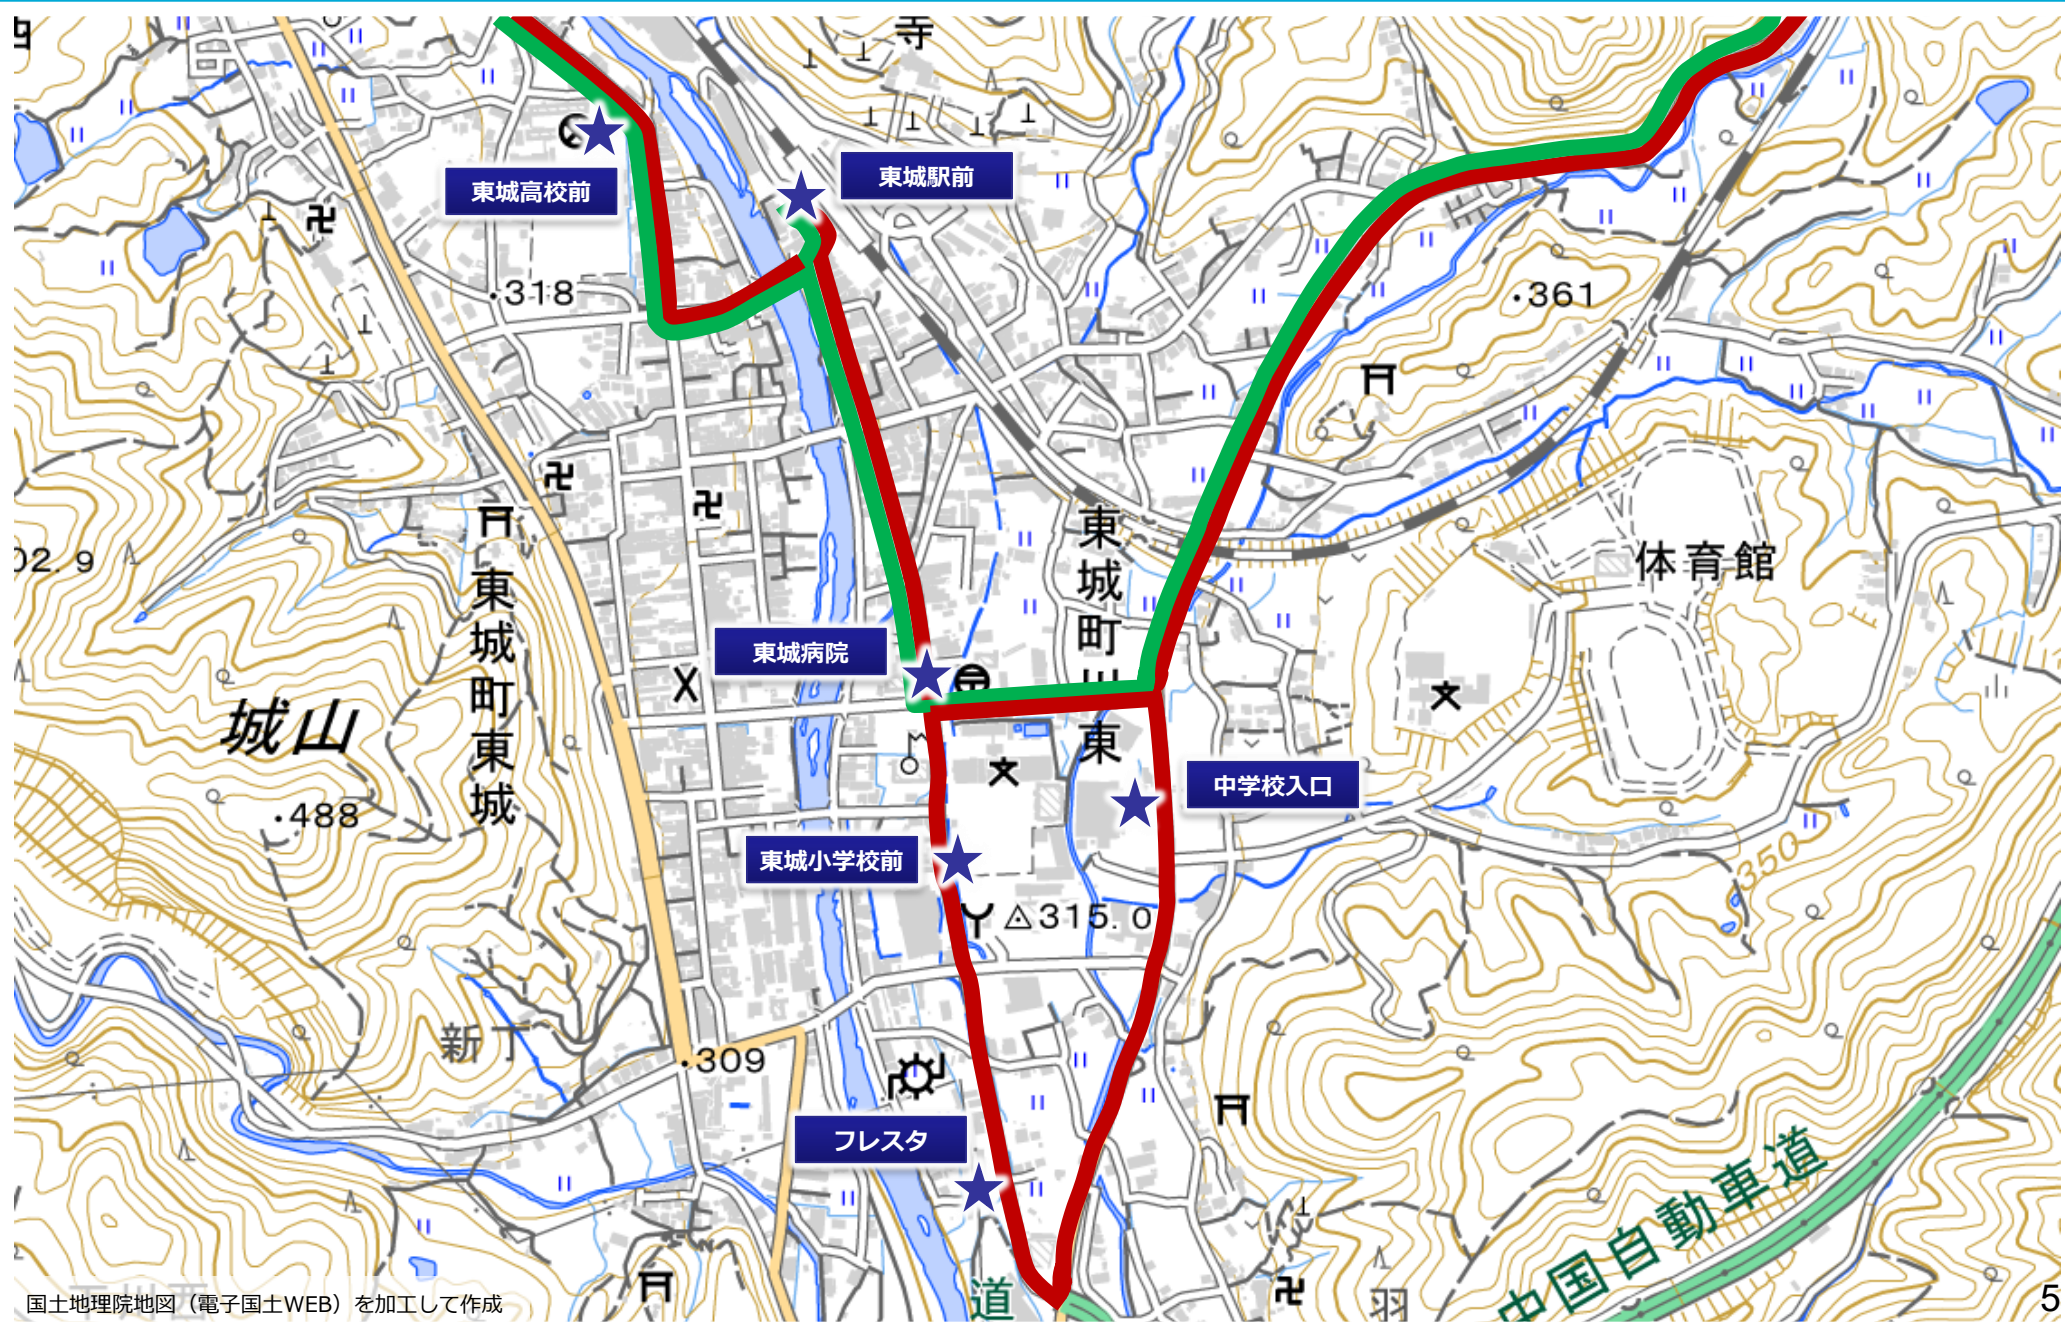 寺
東城高校前
東城駅前
318
361
02.9
東城町東城
東城町川東
体育館
東城病院
城山
488
中学校入口
東城小学校前
315.0
350
新丁
309
フレスタ
中国自動車道
道
羽
国土地理院地図（電子国土WEB）を加工して作成
5